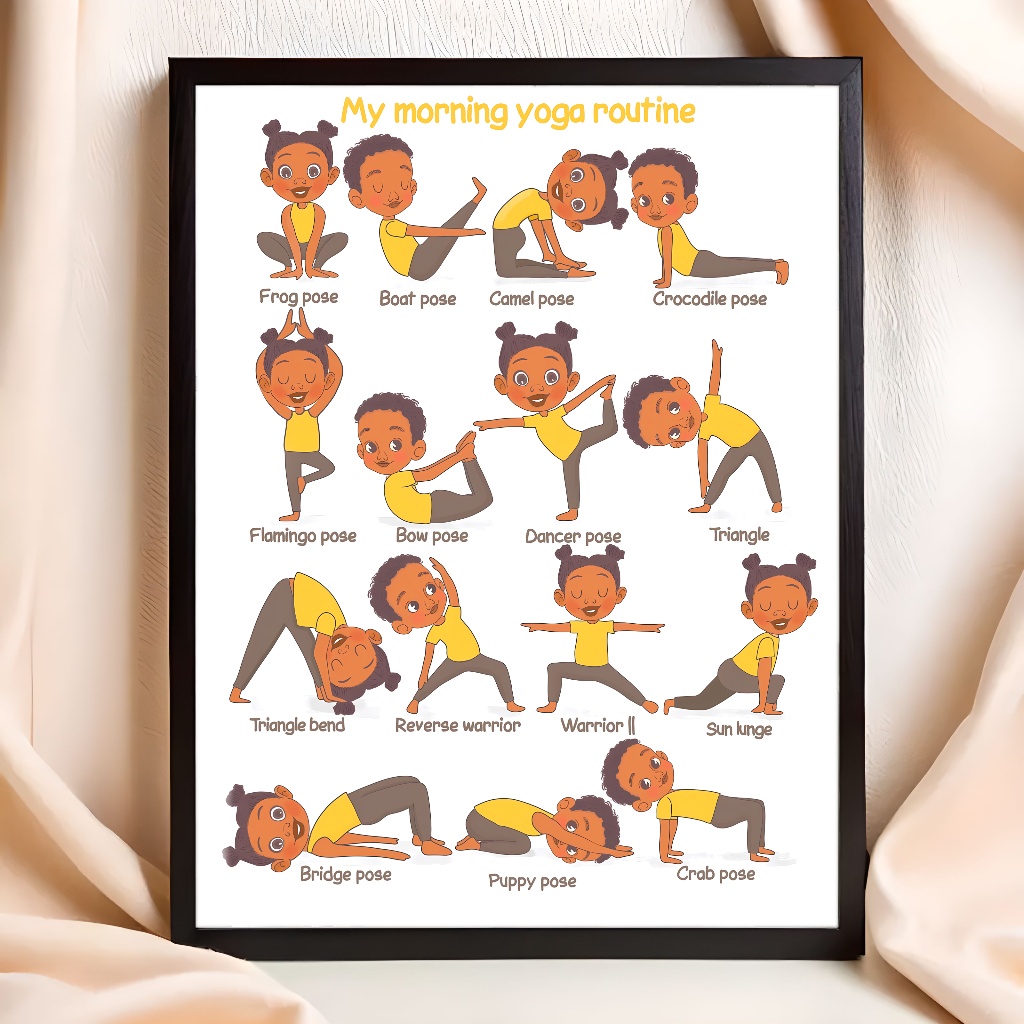 My morning yoga routine
Frog pose
Boat pose
Camel pose
Crocodile pose
Flamingo pose
Bow pose
Dancer pose
Triangle
Triangle bend
Reverse warrior
Warrior II
Sun lunge
Bridge pose
Puppy pose
Crab pose